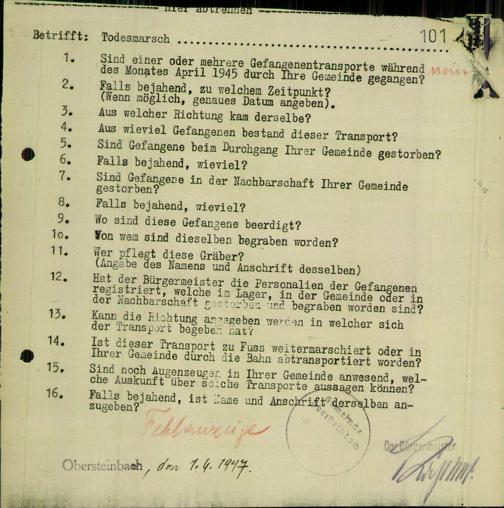 hier abtrennen
Betrifft: Todesmarsch 101
1. Sind einer oder mehrere Gefangenentransporte während nein
des Monates April 1945 durch Ihre Gemeinde gegangen?
2. Falls bejahend, zu welchem Zeitpunkt?
(Wenn möglich, genaues Datum angeben).
3. Aus welcher Richtung kam derselbe?
4. Aus wieviel Gefangenen bestand dieser Transport?
5. Sind Gefangene beim Durchgang Ihrer Gemeinde gestorben?
6. Falls bejahend, wieviel?
7. Sind Gefangene in der Nachbarschaft Ihrer Gemeinde
gestorben?
8. Falls bejahend, wieviel?
9. Wo sind diese Gefangene beerdigt?
1o. Von wem sind dieselben begraben worden?
11. Wer pflegt diese Gräber?
(Angabe des Namens und Anschrift desselben)
12. Hat der Bürgermeister die Personalien der Gefangenen
registriert, welche im Lager, in der Gemeinde oder in
der Nachbarschaft gestorben und begraben worden sind?
13. Kann die Richtung angegeben werden in welcher sich
der Transport begeben hat?
14. Ist dieser Transport zu Fuss weitermarschiert oder in
Ihrer Gemeinde durch die Bahn abtransportiert worden?
15. Sind noch Augenzeugen in Ihrer Gemeinde anwesend, wel-
che Auskunft über solche Transporte aussagen können?
16. Falls bejahend, ist Name und Anschrift derselben an-
zugeben?
Fehlanzeige
Gemeinde
Obersteinbach
Der Bürgermeister
Obersteinbach, den 1.4.1947.